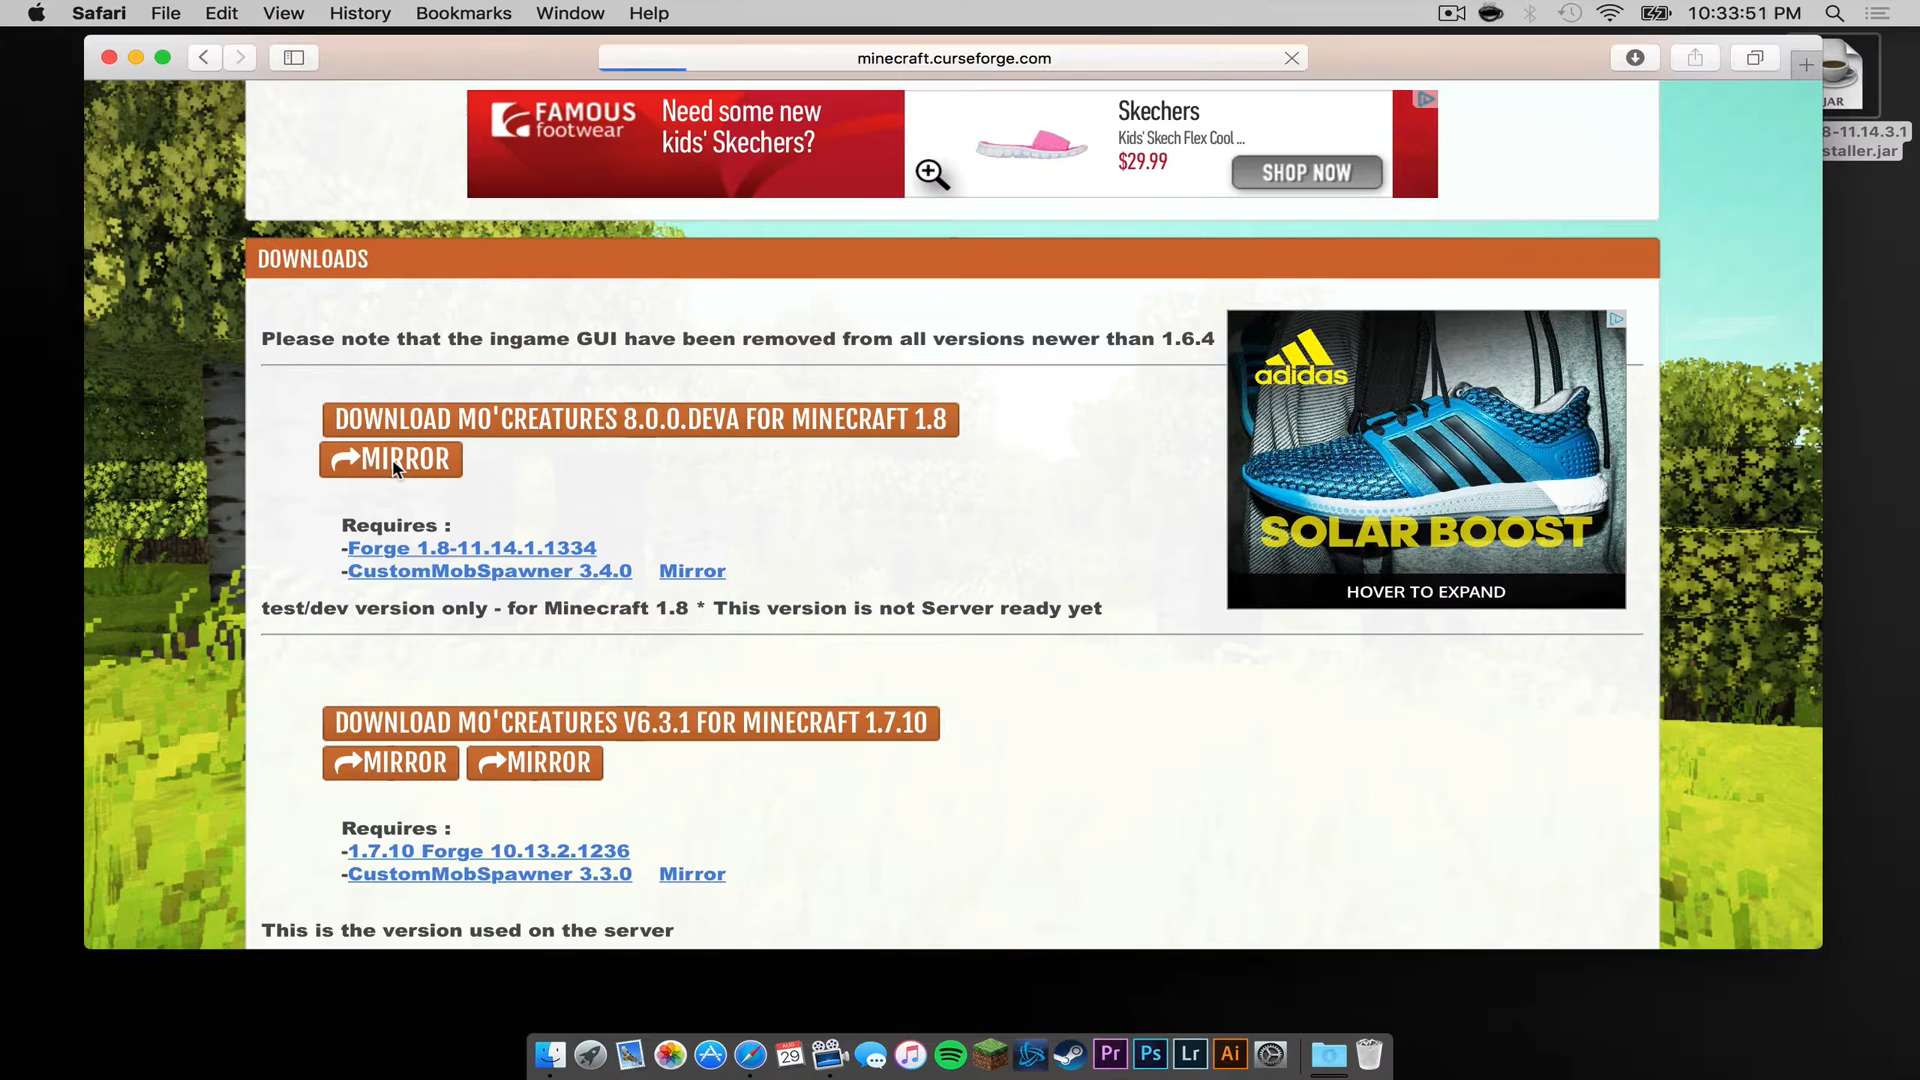 Safari File Edit View History Bookmarks Window Help 10:33:51 PM
minecraft.curseforge.com
JAR
8-11.14.3.1
staller.jar
FAMOUS
footwear
Need some new
kids' Skechers?
Skechers
Kids' Skech Flex Cool ...
$29.99
SHOP NOW
DOWNLOADS
Please note that the ingame GUI have been removed from all versions newer than 1.6.4
DOWNLOAD MO'CREATURES 8.0.0.DEVA FOR MINECRAFT 1.8
MIRROR
Requires :
-Forge 1.8-11.14.1.1334
-CustomMobSpawner 3.4.0 Mirror
test/dev version only - for Minecraft 1.8 * This version is not Server ready yet
adidas
SOLAR BOOST
HOVER TO EXPAND
DOWNLOAD MO'CREATURES V6.3.1 FOR MINECRAFT 1.7.10
MIRROR MIRROR
Requires :
-1.7.10 Forge 10.13.2.1236
-CustomMobSpawner 3.3.0 Mirror
This is the version used on the server
AUG
29
Pr Ps Lr Ai